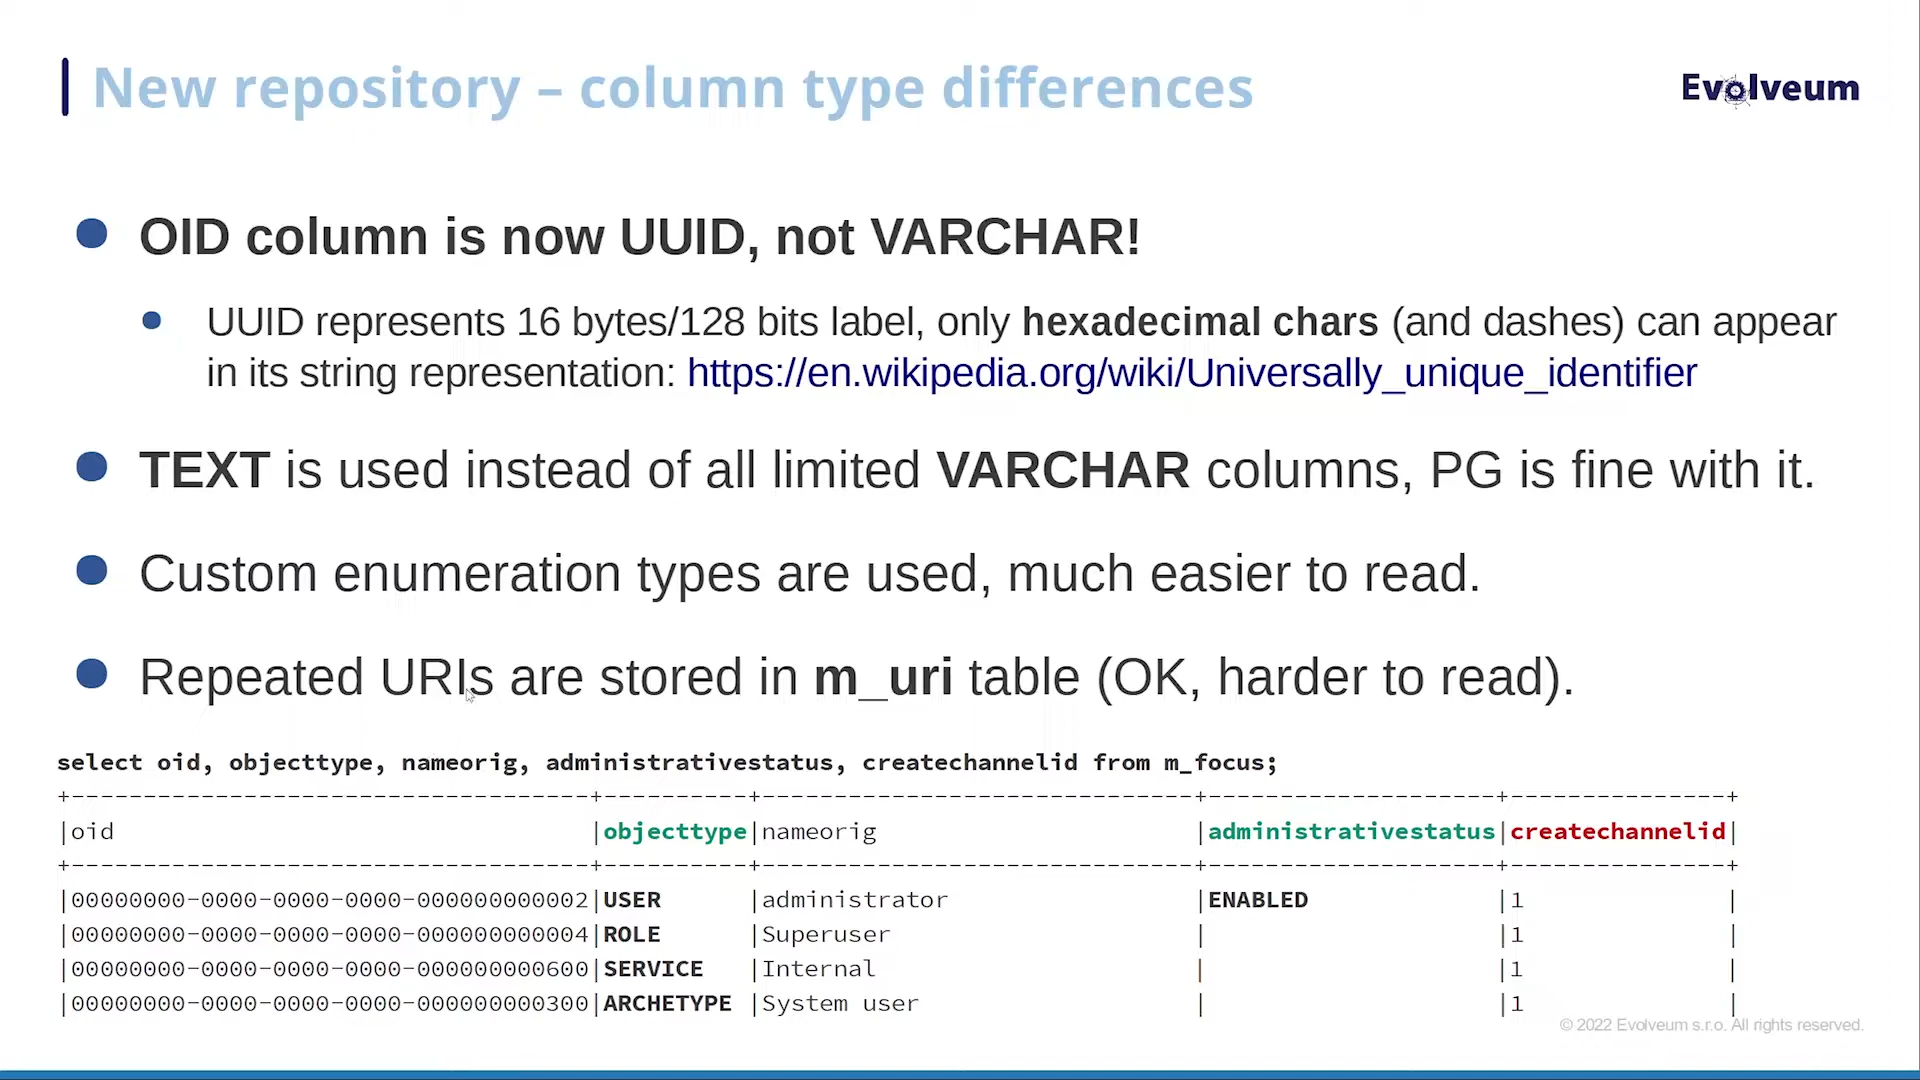 New repository – column type differences
Evolveum
OID column is now UUID, not VARCHAR!
UUID represents 16 bytes/128 bits label, only hexadecimal chars (and dashes) can appear
in its string representation: https://en.wikipedia.org/wiki/Universally_unique_identifier
TEXT is used instead of all limited VARCHAR columns, PG is fine with it.
Custom enumeration types are used, much easier to read.
Repeated URIs are stored in m_uri table (OK, harder to read).
select oid, objecttype, nameorig, administrativestatus, createchannelid from m_focus;
+------------------------------------+----------+------------------------------+--------------------+---------------+
|oid                                 |objecttype|nameorig                      |administrativestatus|createchannelid|
+------------------------------------+----------+------------------------------+--------------------+---------------+
|00000000-0000-0000-0000-000000000002|USER      |administrator                 |ENABLED             |1              |
|00000000-0000-0000-0000-000000000004|ROLE      |Superuser                     |                    |1              |
|00000000-0000-0000-0000-000000000600|SERVICE   |Internal                      |                    |1              |
|00000000-0000-0000-0000-000000000300|ARCHETYPE |System user                   |                    |1              |
© 2022 Evolveum s.r.o. All rights reserved.